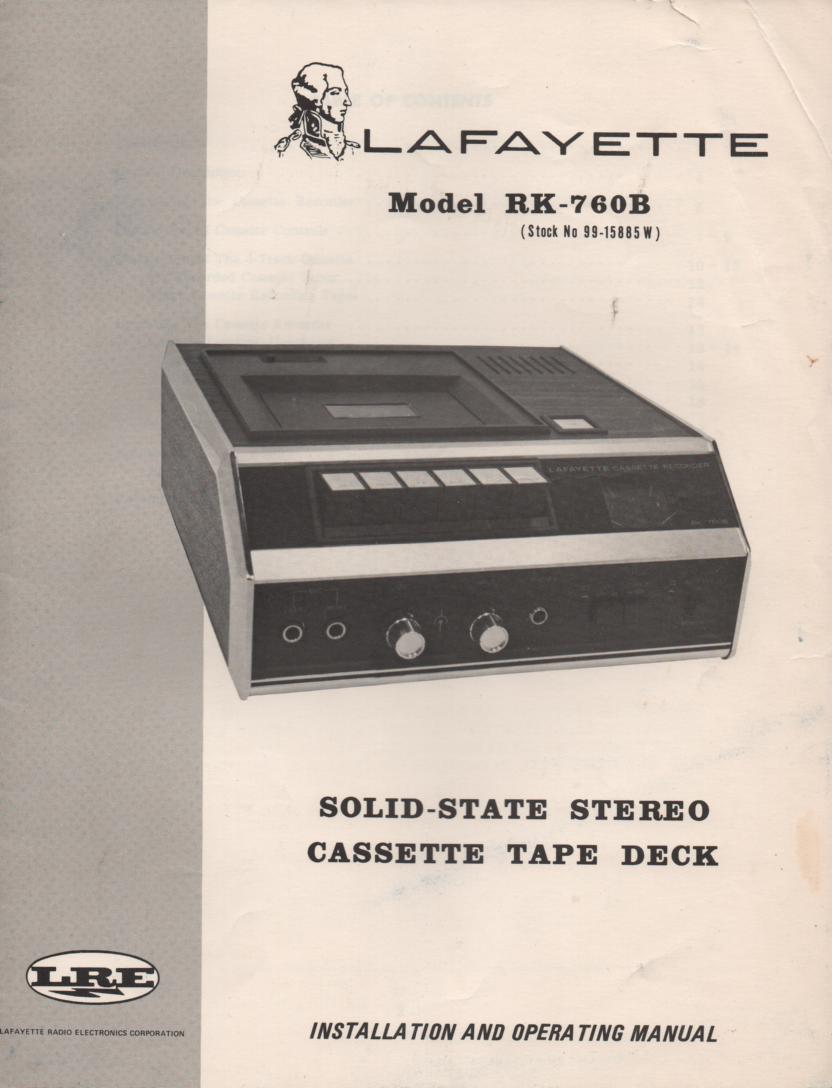 LAFAYETTE
Model RK-760B
(Stock No 99-15885W)
LAFAYETTE CASSETTE RECORDER
SOLID-STATE STEREO
CASSETTE TAPE DECK
LRE
LAFAYETTE RADIO ELECTRONICS CORPORATION
INSTALLATION AND OPERATING MANUAL